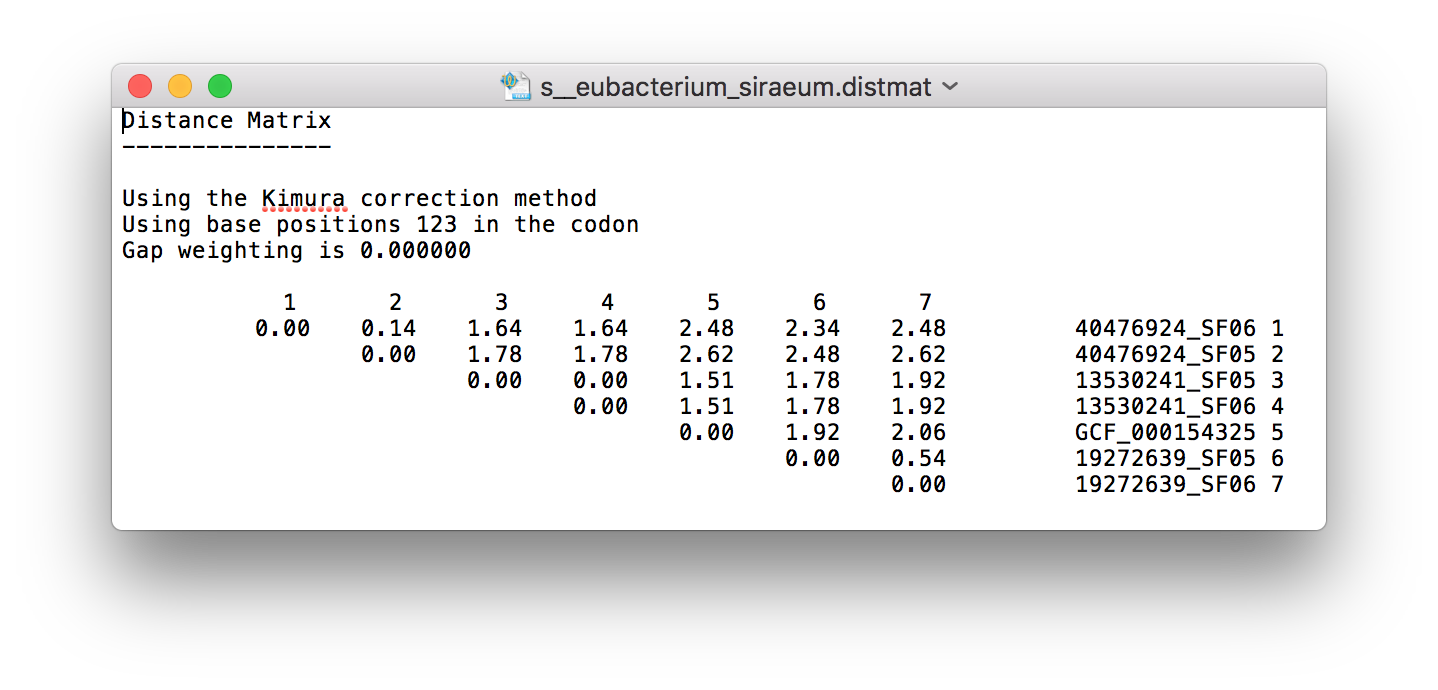 s__eubacterium_siraeum.distmat
Distance Matrix
---------------
Using the Kimura correction method
Using base positions 123 in the codon
Gap weighting is 0.000000
1 2 3 4 5 6 7
0.00 0.14 1.64 1.64 2.48 2.34 2.48 40476924_SF06 1
0.00 1.78 1.78 2.62 2.48 2.62 40476924_SF05 2
0.00 0.00 1.51 1.78 1.92 13530241_SF05 3
0.00 1.51 1.78 1.92 13530241_SF06 4
0.00 1.92 2.06 GCF_000154325 5
0.00 0.54 19272639_SF05 6
0.00 19272639_SF06 7